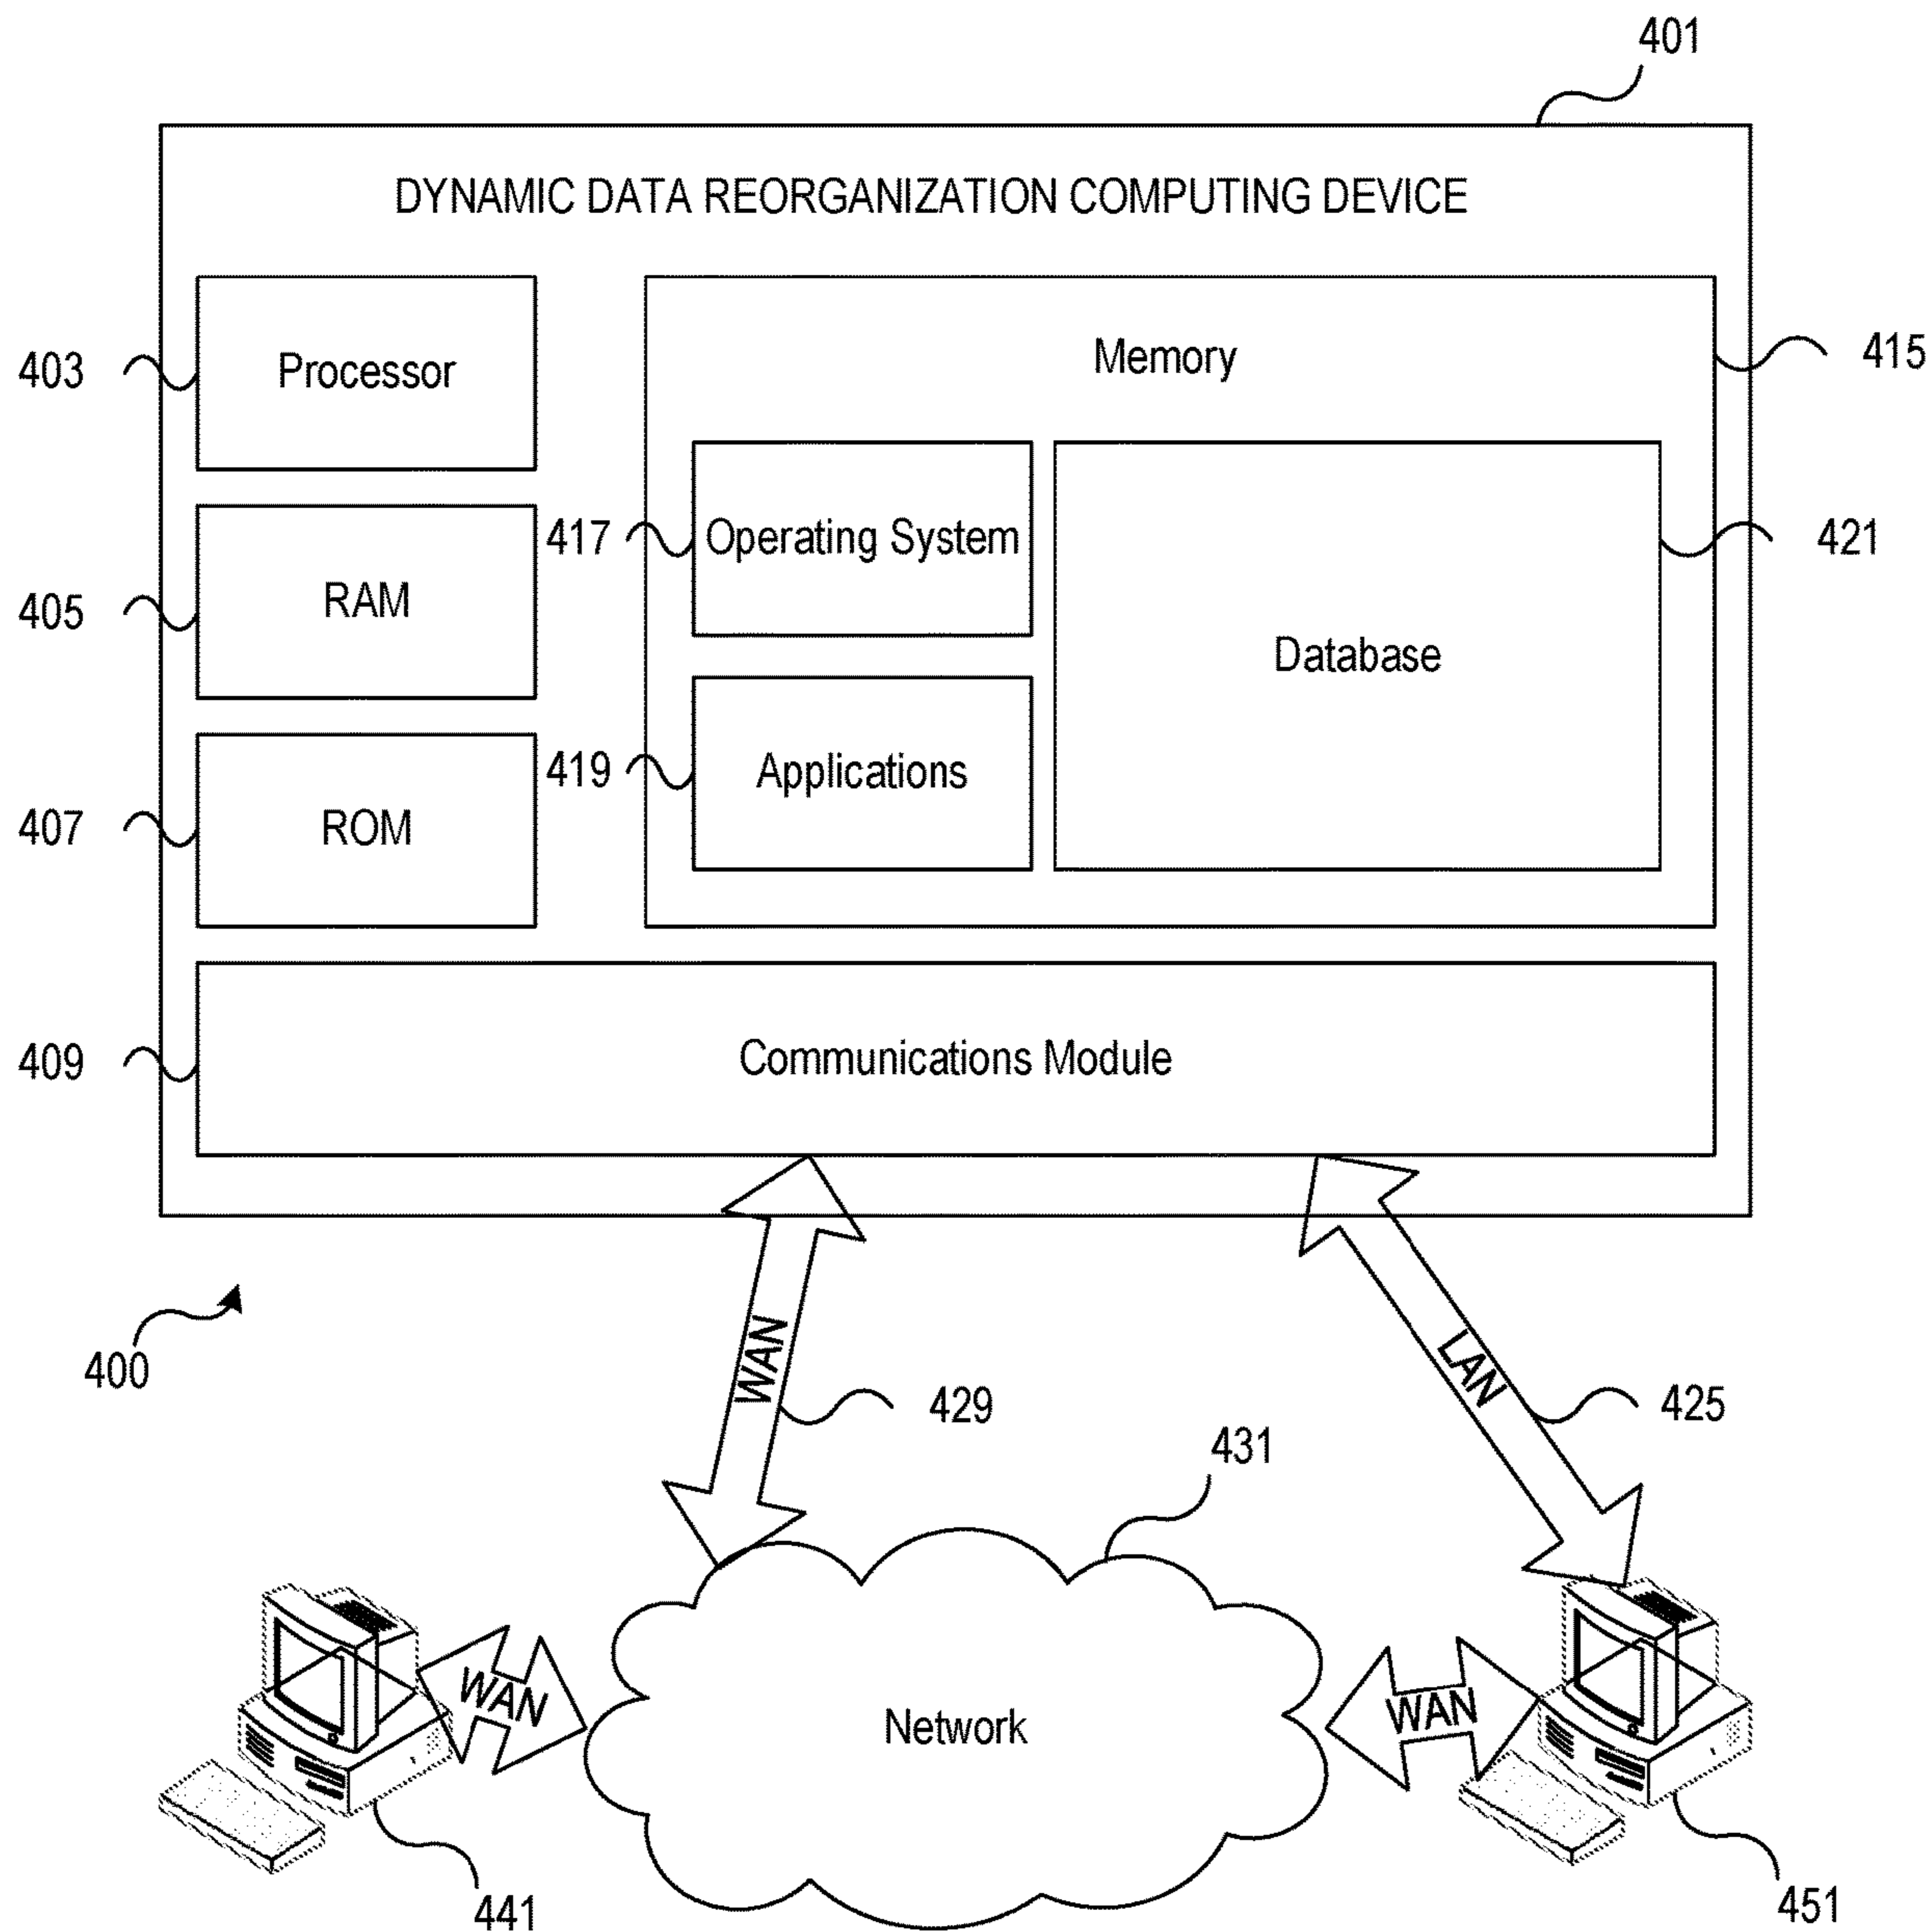 401
DYNAMIC DATA REORGANIZATION COMPUTING DEVICE
403
Processor
Memory
415
417
Operating System
421
405
RAM
Database
419
Applications
407
ROM
409
Communications Module
400
WAN
429
LAN
425
431
WAN
Network
WAN
441
451